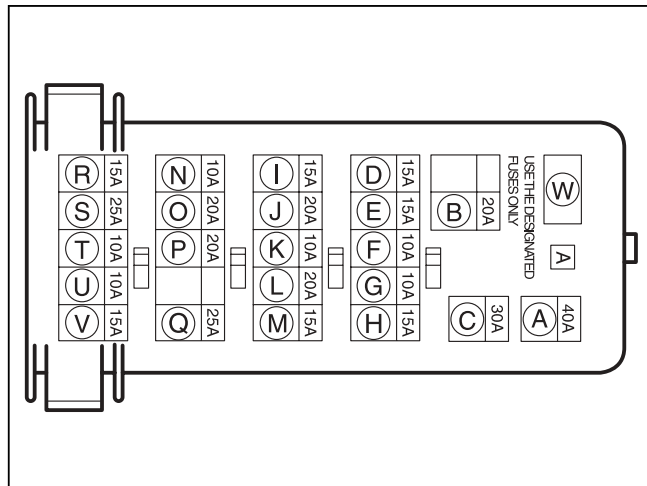 R 15A
S 25A
T 10A
U 10A
V 15A
N 10A
O 20A
P 20A
Q 25A
I 15A
J 20A
K 10A
L 20A
M 15A
D 15A
E 15A
F 10A
G 10A
H 15A
B 20A
C 30A
USE THE DESIGNATED
FUSES ONLY
W
A
A 40A